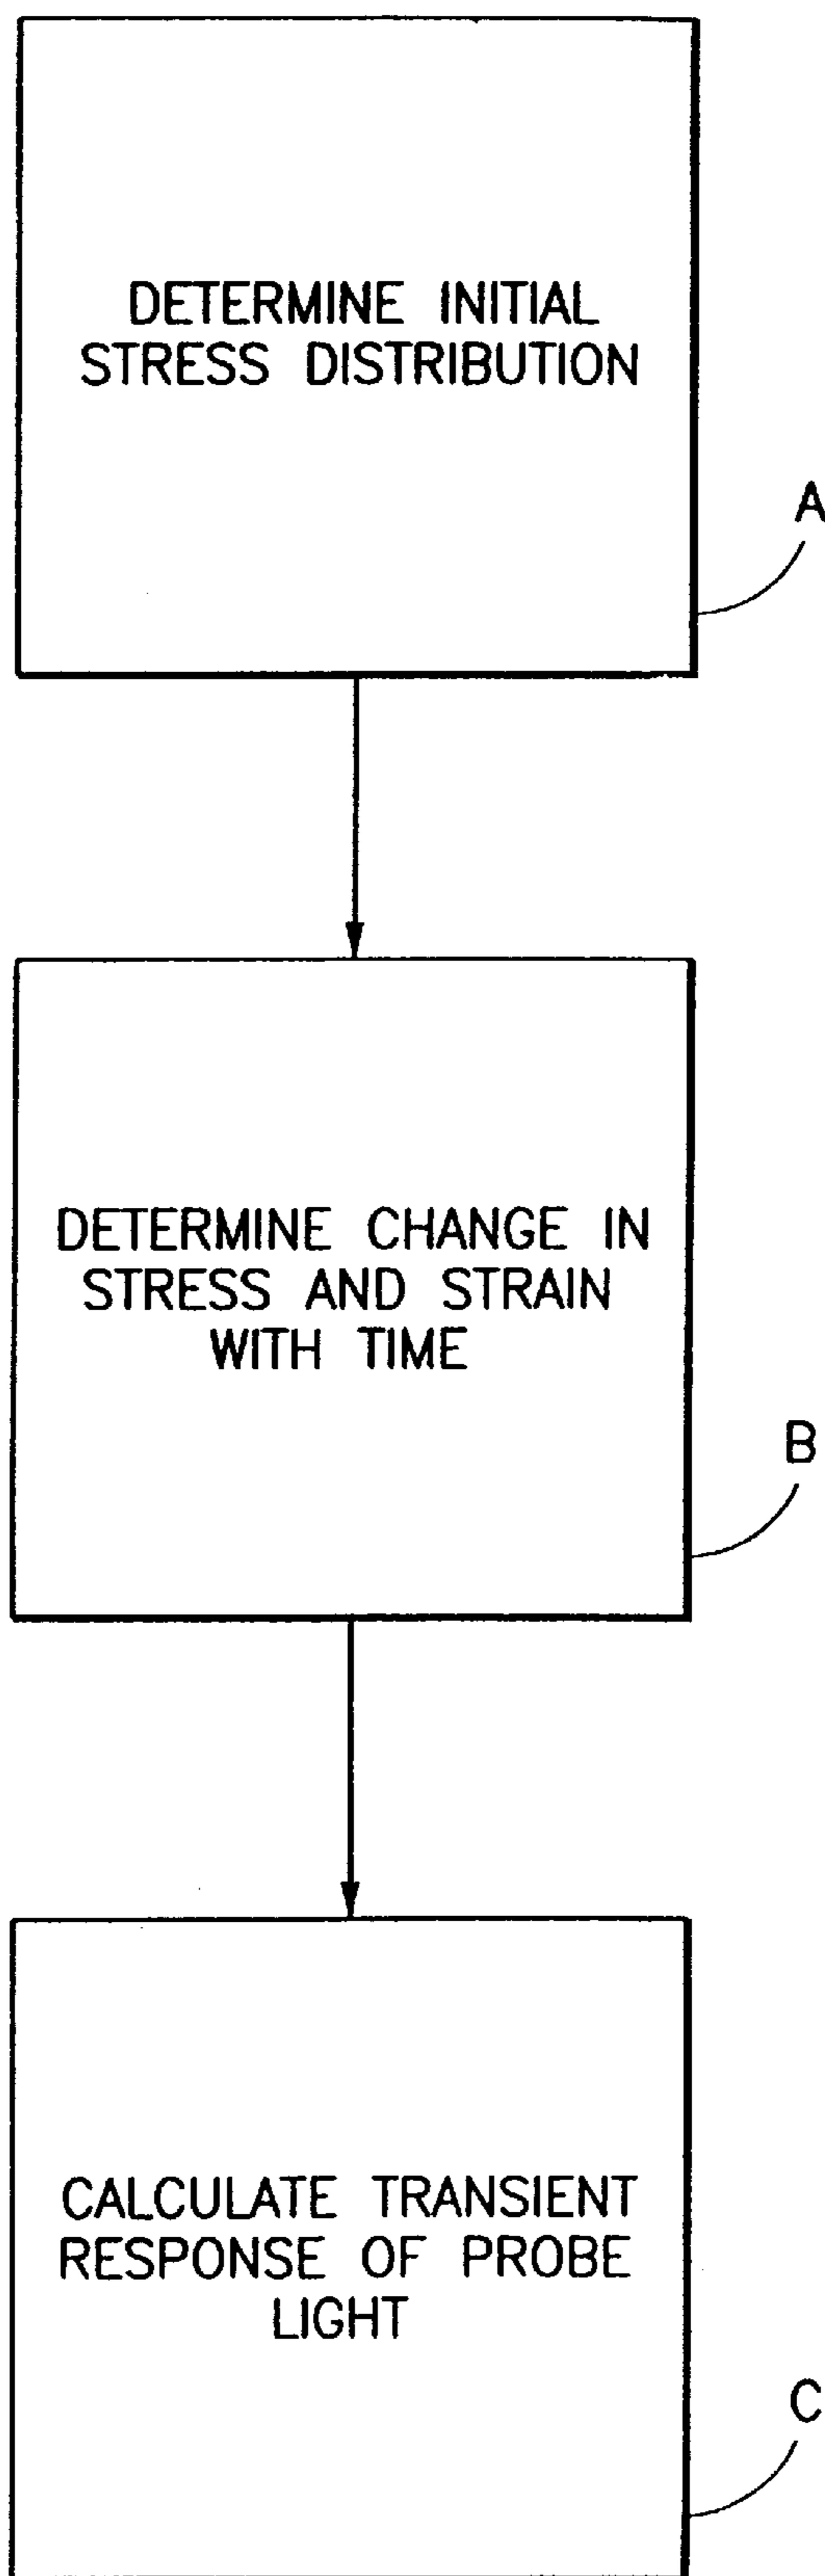 DETERMINE INITIAL
STRESS DISTRIBUTION
A
DETERMINE CHANGE IN
STRESS AND STRAIN
WITH TIME
B
CALCULATE TRANSIENT
RESPONSE OF PROBE
LIGHT
C